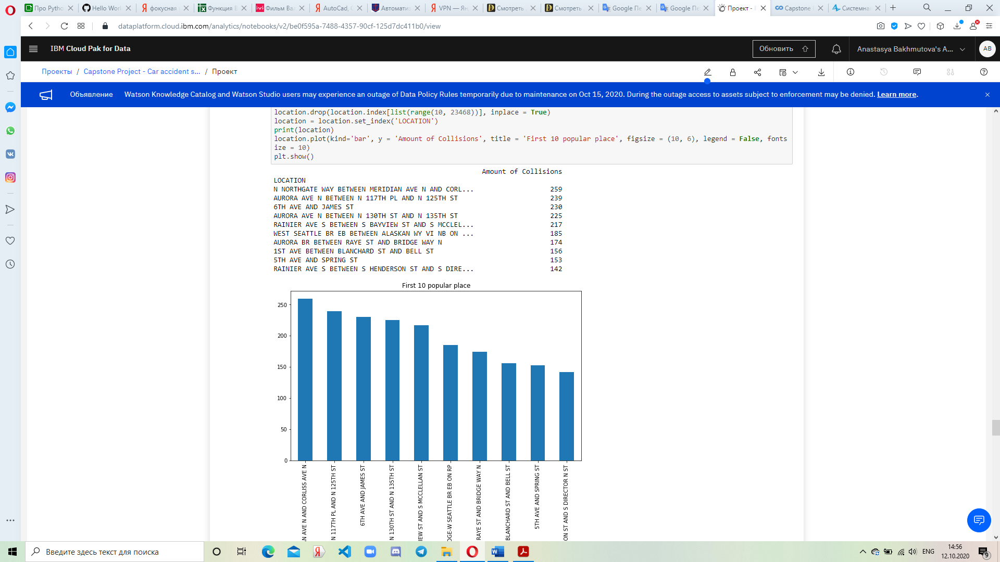 Про Pytho
Hello Wor
фокусная
Функция Е
Фильм Вал
AutoCad, С
Автоматиз
VPN — Ян
Смотреть
Смотреть
Google Пе
Google Пе
Проект -
Capstone
Системна
dataplatform.cloud.ibm.com/analytics/notebooks/v2/be0f595a-7488-4357-90cf-125d7dc411b0/view
IBM Cloud Pak for Data
Обновить
Anastasya Bakhmutova's A...
AB
Проекты / Capstone Project - Car accident s... / Проект
Объявление Watson Knowledge Catalog and Watson Studio users may experience an outage of Data Policy Rules temporarily due to maintenance on Oct 15, 2020. During the outage access to assets subject to enforcement may be denied. Learn more.
location.drop(location.index[list(range(10, 23468))], inplace = True)
location = location.set_index('LOCATION')
print(location)
location.plot(kind='bar', y = 'Amount of Collisions', title = 'First 10 popular place', figsize = (10, 6), legend = False, fonts
ize = 10)
plt.show()
Amount of Collisions
LOCATION
N NORTHGATE WAY BETWEEN MERIDIAN AVE N AND CORL... 259
AURORA AVE N BETWEEN N 117TH PL AND N 125TH ST 239
6TH AVE AND JAMES ST 230
AURORA AVE N BETWEEN N 130TH ST AND N 135TH ST 225
RAINIER AVE S BETWEEN S BAYVIEW ST AND S MCCLEL... 217
WEST SEATTLE BR EB BETWEEN ALASKAN WY VI NB ON ... 185
AURORA BR BETWEEN RAYE ST AND BRIDGE WAY N 174
1ST AVE BETWEEN BLANCHARD ST AND BELL ST 156
5TH AVE AND SPRING ST 153
RAINIER AVE S BETWEEN S HENDERSON ST AND S DIRE... 142
First 10 popular place
250
200
150
100
50
0
N AVE N AND CORLISS AVE N
N 117TH PL AND N 125TH ST
6TH AVE AND JAMES ST
N 130TH ST AND N 135TH ST
IEW ST AND S MCCLELLAN ST
DGE-W SEATTLE BR EB ON RP
RAYE ST AND BRIDGE WAY N
BLANCHARD ST AND BELL ST
5TH AVE AND SPRING ST
ON ST AND S DIRECTOR N ST
Введите здесь текст для поиска
ENG
14:56
12.10.2020
9